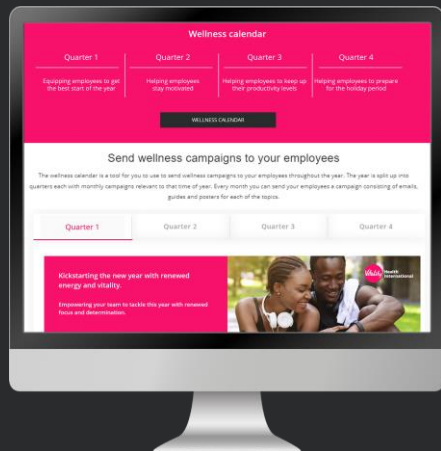 Wellness calendar
Quarter 1
Quarter 2
Quarter 3
Quarter 4
Equipping employees to get
the best start of the year
Helping employees
stay motivated
Helping employees to keep up
their productivity levels
Helping employees to prepare
for the holiday period
WELLNESS CALENDAR
Send wellness campaigns to your employees
The wellness calendar is a tool for you to use to send wellness campaigns to your employees throughout the year. The year is split up into
quarters each with monthly campaigns relevant to that time of year. Every month you can send your employees a campaign consisting of emails,
guides and posters for each of the topics.
Quarter 1
Quarter 2
Quarter 3
Quarter 4
Kickstarting the new year with renewed
energy and vitality.
Empowering your team to tackle this year with renewed
focus and determination.
Vitality
Health
International